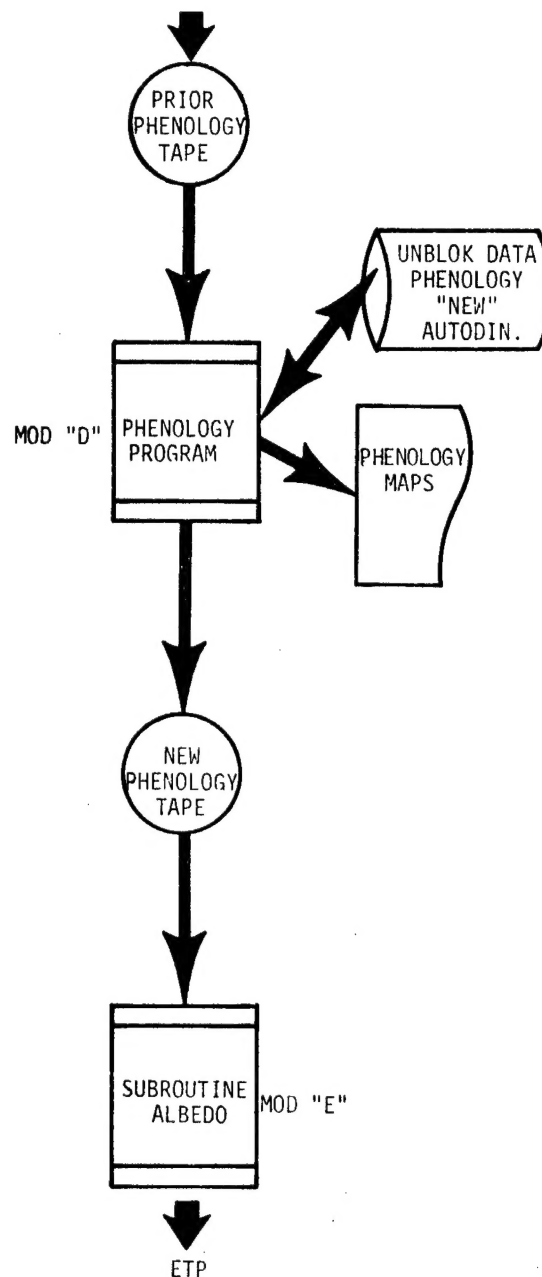 PRIOR
PHENOLOGY
TAPE
UNBLOK DATA
PHENOLOGY
"NEW"
AUTODIN.
MOD "D"
PHENOLOGY
PROGRAM
PHENOLOGY
MAPS
NEW
PHENOLOGY
TAPE
SUBROUTINE
ALBEDO
MOD "E"
ETP